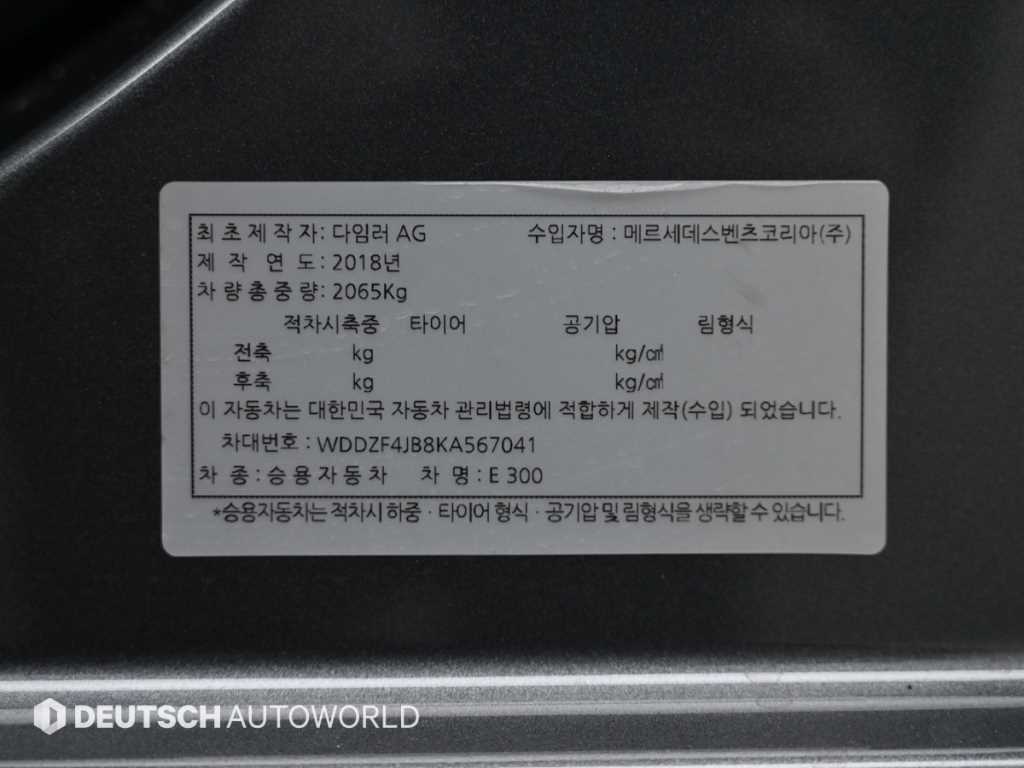 최초제작자: 다임러 AG 수입자명 : 메르세데스벤츠코리아(주)
제 작 연 도: 2018년
차량총중량: 2065Kg
적차시축중 타이어 공기압 림형식
전축 kg kg/㎠
후축 kg kg/㎠
이 자동차는 대한민국 자동차 관리법령에 적합하게 제작(수입) 되었습니다.
차대번호 : WDDZF4JB8KA567041
차 종 : 승용자동차 차 명 : E 300
*승용자동차는 적차시 하중 · 타이어 형식 · 공기압 및 림형식을 생략할 수 있습니다.
DEUTSCH AUTOWORLD